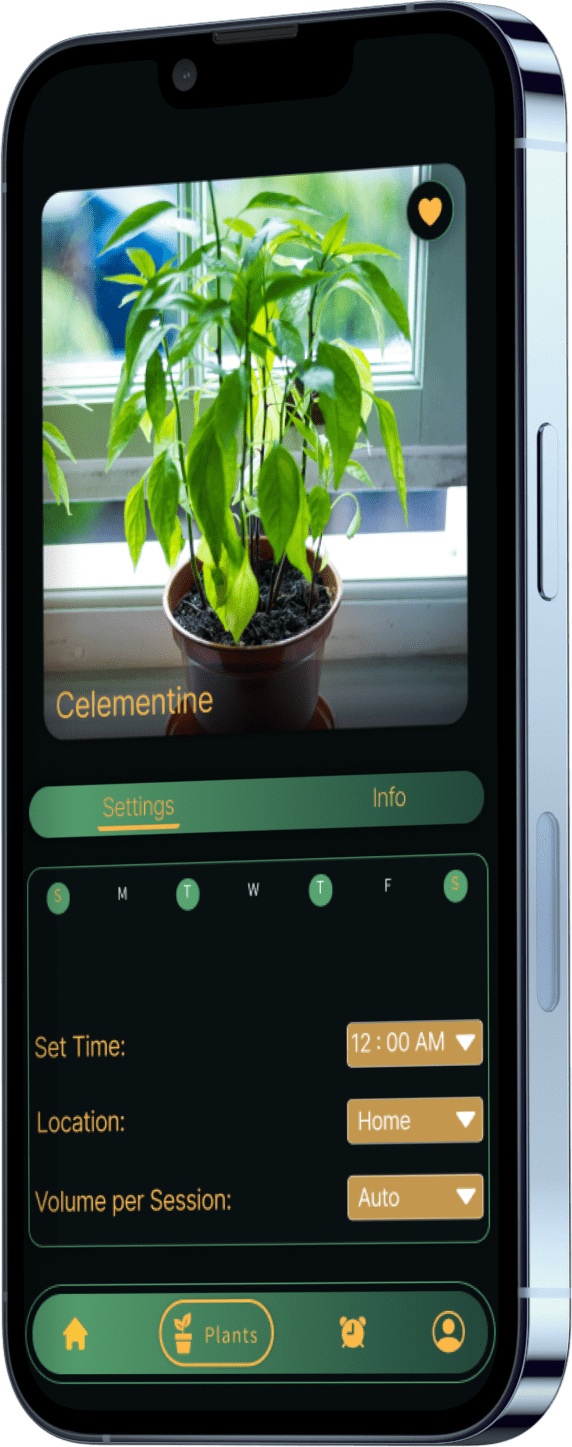 Celementine
Settings Info
S M T W T F S
Set Time: 12 : 00 AM
Location: Home
Volume per Session: Auto
Plants